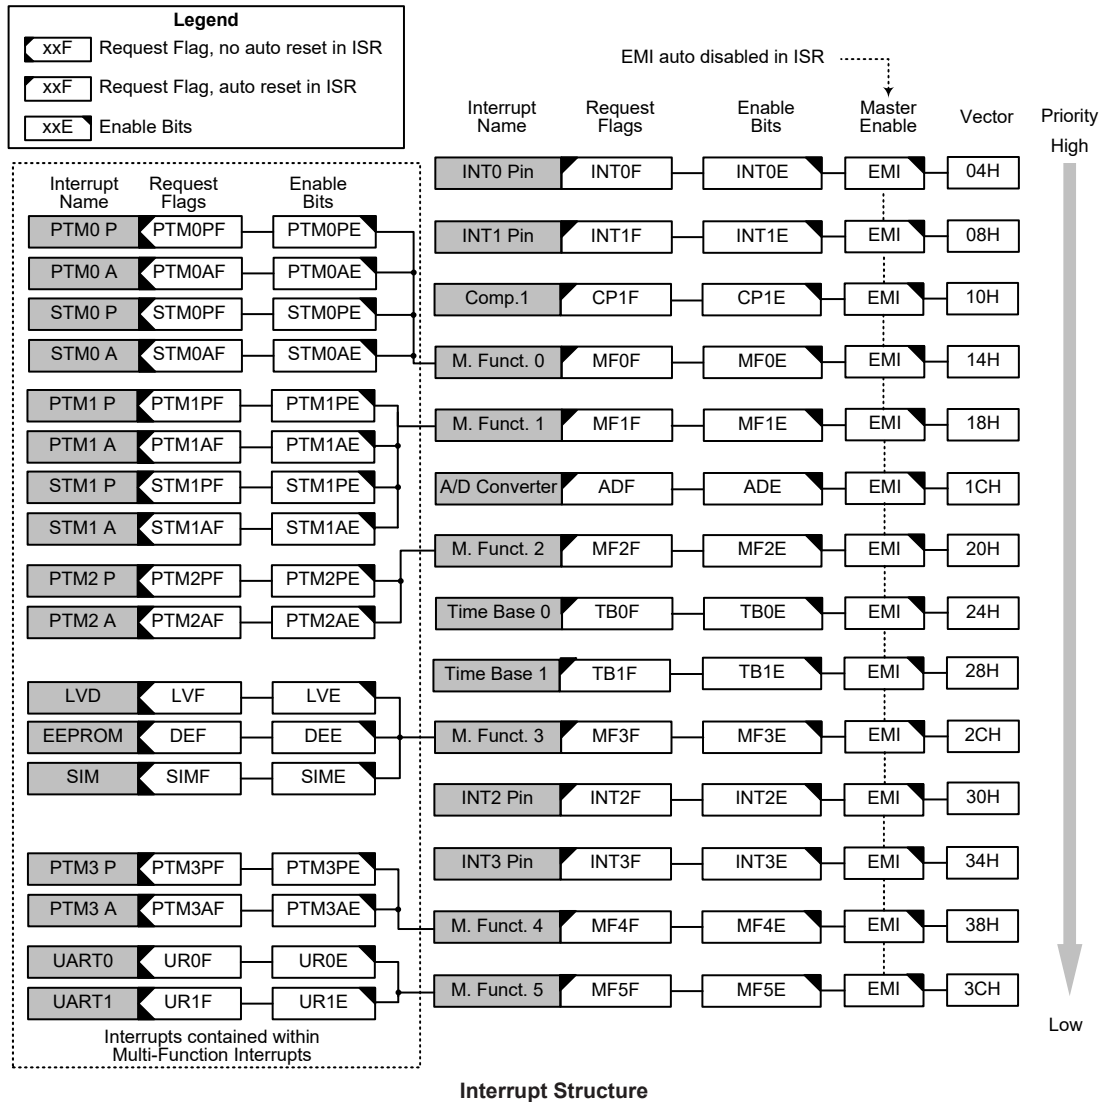 Legend
xxF Request Flag, no auto reset in ISR
xxF Request Flag, auto reset in ISR
xxE Enable Bits
EMI auto disabled in ISR
Interrupt Name Request Flags Enable Bits Master Enable Vector Priority
High
INT0 Pin INT0F INT0E EMI 04H
INT1 Pin INT1F INT1E EMI 08H
Comp.1 CP1F CP1E EMI 10H
M. Funct. 0 MF0F MF0E EMI 14H
M. Funct. 1 MF1F MF1E EMI 18H
A/D Converter ADF ADE EMI 1CH
M. Funct. 2 MF2F MF2E EMI 20H
Time Base 0 TB0F TB0E EMI 24H
Time Base 1 TB1F TB1E EMI 28H
M. Funct. 3 MF3F MF3E EMI 2CH
INT2 Pin INT2F INT2E EMI 30H
INT3 Pin INT3F INT3E EMI 34H
M. Funct. 4 MF4F MF4E EMI 38H
M. Funct. 5 MF5F MF5E EMI 3CH
Low
Interrupt Name Request Flags Enable Bits
PTM0 P PTM0PF PTM0PE
PTM0 A PTM0AF PTM0AE
STM0 P STM0PF STM0PE
STM0 A STM0AF STM0AE
PTM1 P PTM1PF PTM1PE
PTM1 A PTM1AF PTM1AE
STM1 P STM1PF STM1PE
STM1 A STM1AF STM1AE
PTM2 P PTM2PF PTM2PE
PTM2 A PTM2AF PTM2AE
LVD LVF LVE
EEPROM DEF DEE
SIM SIMF SIME
PTM3 P PTM3PF PTM3PE
PTM3 A PTM3AF PTM3AE
UART0 UR0F UR0E
UART1 UR1F UR1E
Interrupts contained within
Multi-Function Interrupts
Interrupt Structure